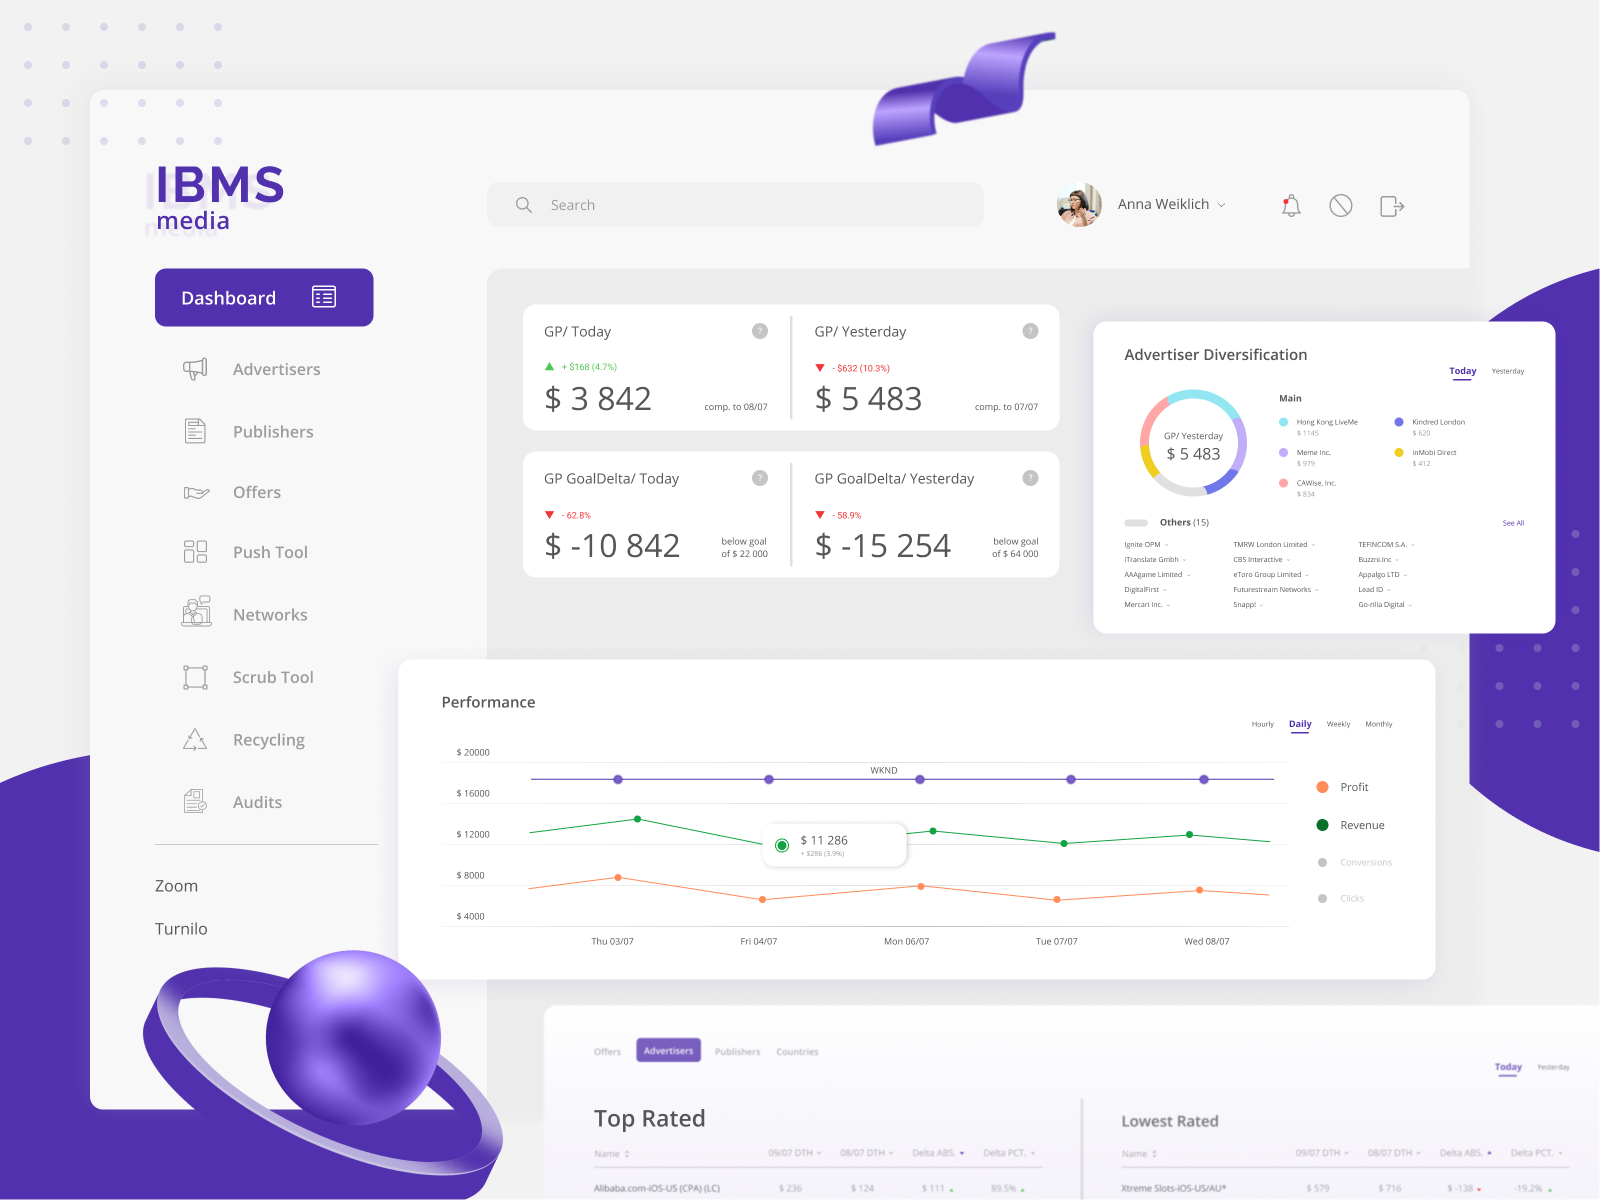 IBMS
media
Search
Anna Weiklich
Dashboard
Advertisers
Publishers
Offers
Push Tool
Networks
Scrub Tool
Recycling
Audits
Zoom
Turnilo
GP/ Today
?
+ $168 (4.7%)
$ 3 842
comp. to 08/07
GP/ Yesterday
?
- $632 (10.3%)
$ 5 483
comp. to 07/07
GP GoalDelta/ Today
?
- 62.8%
$ -10 842
below goal
of $ 22 000
GP GoalDelta/ Yesterday
?
- 58.9%
$ -15 254
below goal
of $ 64 000
Advertiser Diversification
Today Yesterday
GP/ Yesterday
$ 5 483
Main
Hong Kong LiveMe
$ 1145
Kindred London
$ 620
Meme Inc.
$ 979
inMobi Direct
$ 412
CAWise, Inc.
$ 834
Others (15)
See All
Ignite OPM TMRW London Limited TEFINCOM S.A.
iTranslate Gmbh CBS Interactive Buzzni.Inc
AAAgame Limited eToro Group Limited Appalgo LTD
DigitalFirst Futurestream Networks Lead ID
Mercari Inc. Snapp! Go-rilla Digital
Performance
Hourly Daily Weekly Monthly
$ 20000
WKND
$ 16000
$ 12000
$ 11 286
+ $286 (3.9%)
$ 8000
$ 4000
Thu 03/07 Fri 04/07 Mon 06/07 Tue 07/07 Wed 08/07
Profit
Revenue
Conversions
Clicks
Offers Advertisers Publishers Countries
Today Yesterday
Top Rated
Name 09/07 DTH 08/07 DTH Delta ABS. Delta PCT.
Alibaba.com-iOS-US (CPA) (LC) $ 236 $ 124 $ 111 89.5%
Lowest Rated
Name 09/07 DTH 08/07 DTH Delta ABS. Delta PCT.
Xtreme Slots-iOS-US/AU* $ 579 $ 716 $ -138 -19.2%